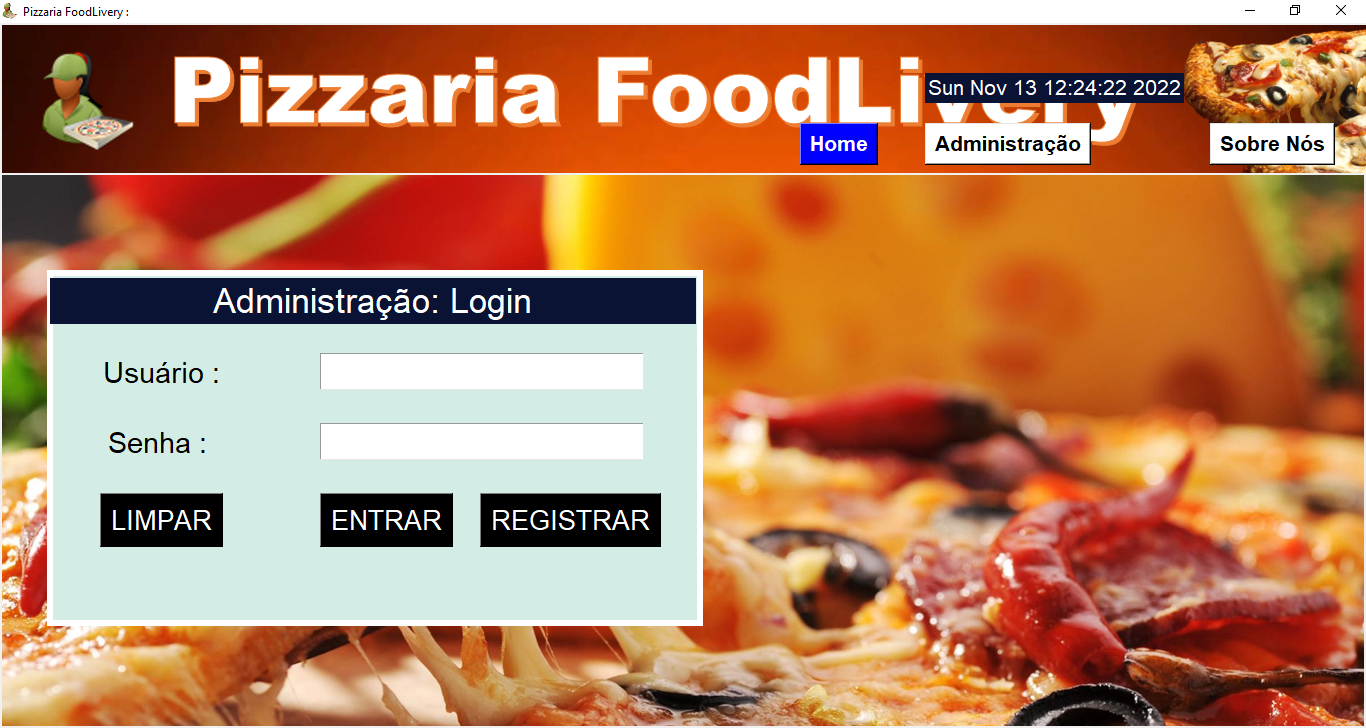 Pizzaria FoodLivery :
Pizzaria FoodLivery
Sun Nov 13 12:24:22 2022
Home
Administração
Sobre Nós
Administração: Login
Usuário :
Senha :
LIMPAR
ENTRAR
REGISTRAR